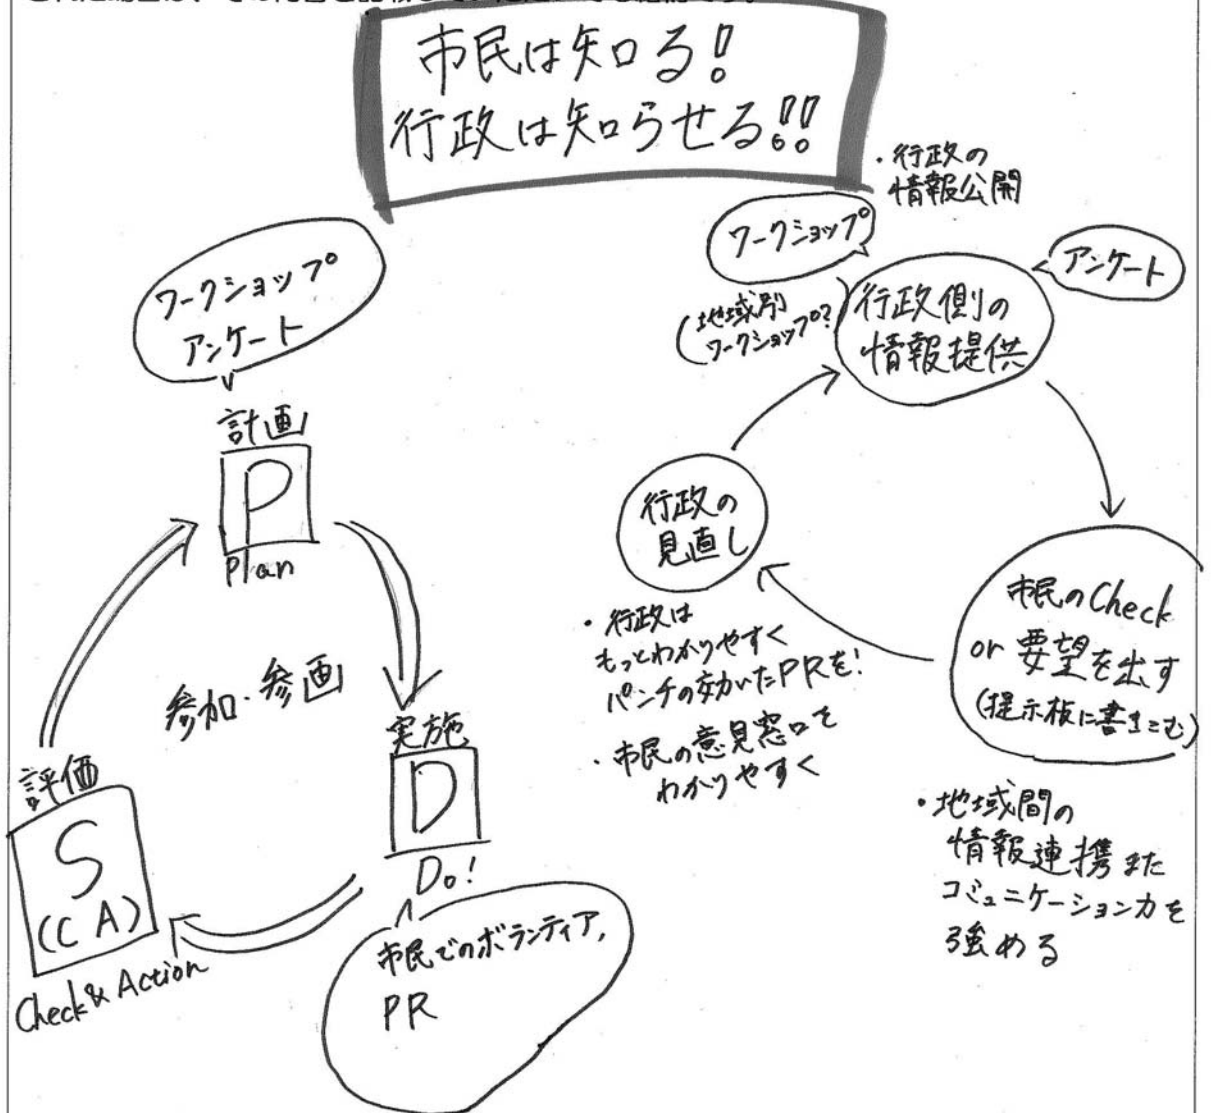 市民は知る!
行政は知らせる!!
・行政の
情報公開
ワークショップ
アンケート
行政側の
情報提供
(地域別
ワークショップ?)
ワークショップ
アンケート
計画
P
Plan
行政の
見直し
市民のCheck
or 要望を出す
(提示板に書きこむ)
・行政は
もっとわかりやすく
パンチの効いたPRを!
・市民の意見窓口を
わかりやすく
参加・参画
実施
D
Do!
評価
S
(CA)
Check & Action
市民でのボランティア,
PR
・地域間の
情報連携また
コミュニケーション力を
強める